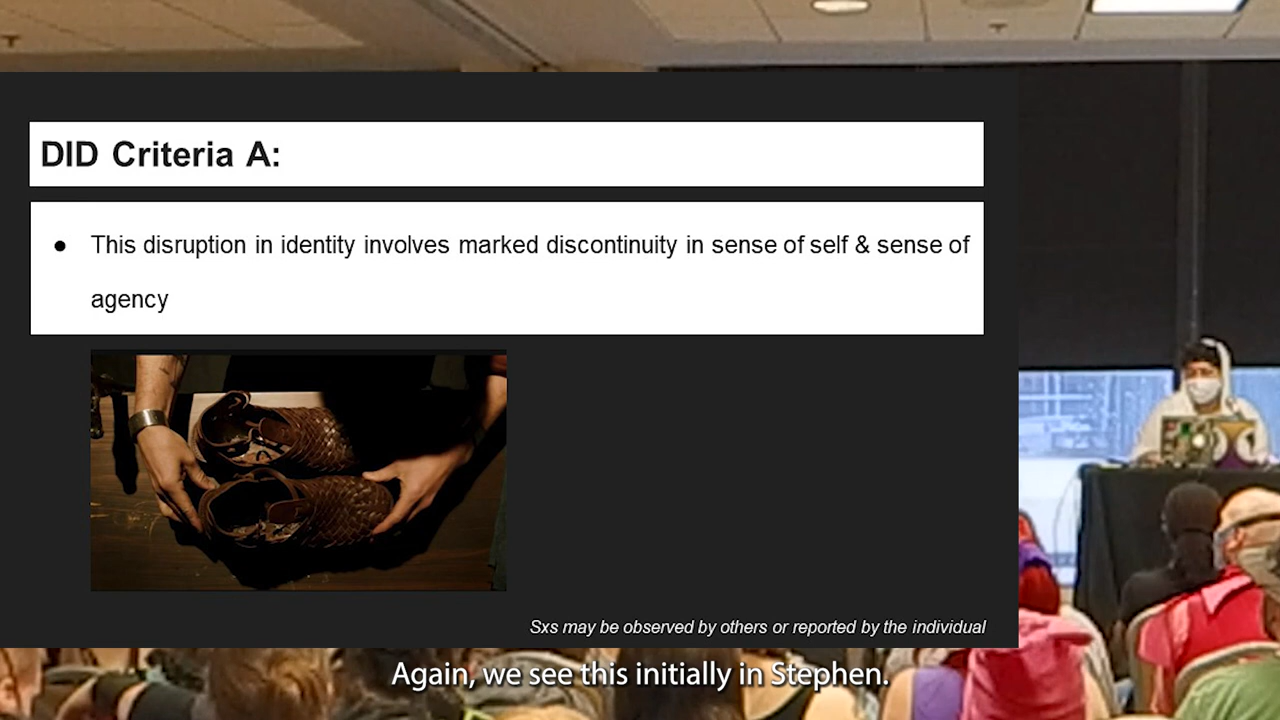 DID Criteria A:
● This disruption in identity involves marked discontinuity in sense of self & sense of
agency
Sxs may be observed by others or reported by the individual
Again, we see this initially in Stephen.